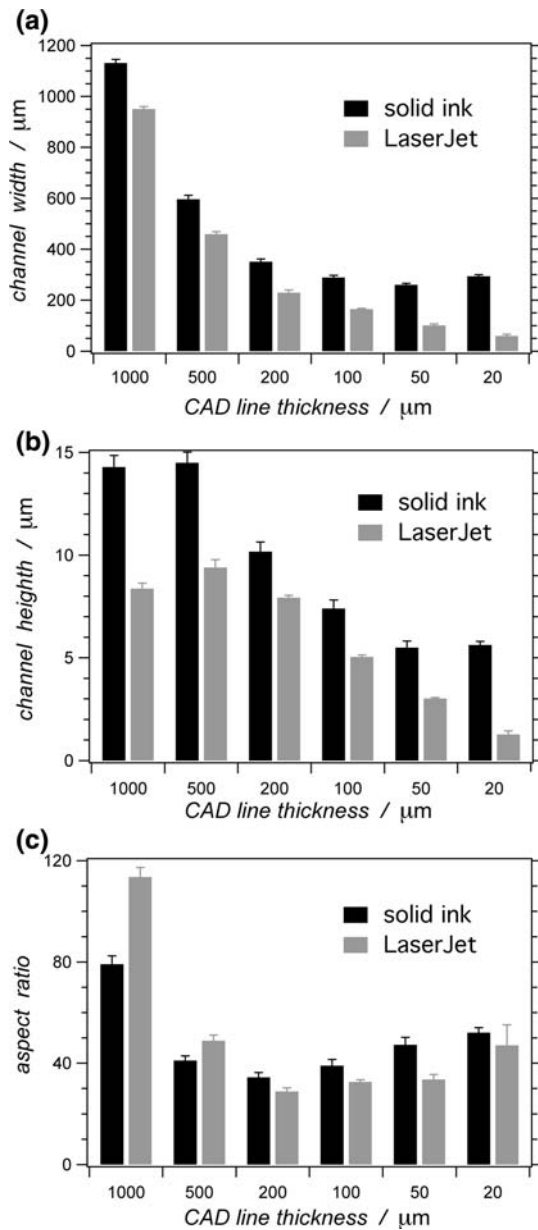 (a)
1200
1000
800
600
400
200
0
channel width / μm
solid ink
LaserJet
1000 500 200 100 50 20
CAD line thickness / μm
(b)
15
10
5
0
channel heighth / μm
solid ink
LaserJet
1000 500 200 100 50 20
CAD line thickness / μm
(c)
120
80
40
0
aspect ratio
solid ink
LaserJet
1000 500 200 100 50 20
CAD line thickness / μm